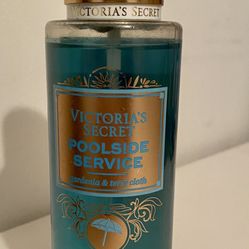 VICTORIA'S SECRET
VICTORIA'S
SECRET
POOLSIDE
SERVICE
gardenia & terry cloth